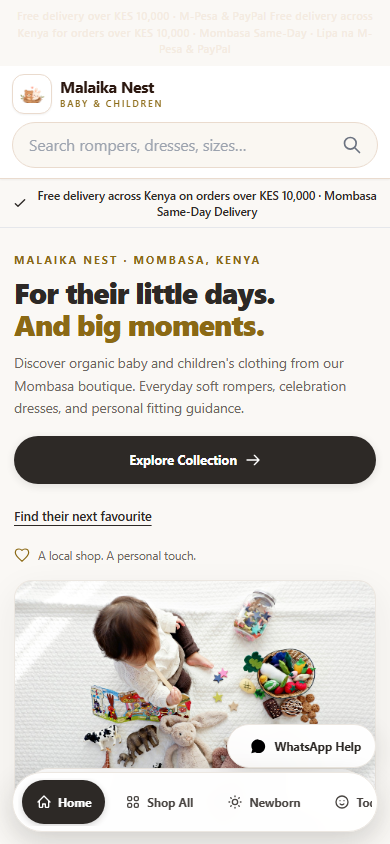 Free delivery over KES 10,000 · M-Pesa & PayPal Free delivery across
Kenya for orders over KES 10,000 · Mombasa Same-Day · Lipa na M-
Pesa & PayPal
Malaika Nest
BABY & CHILDREN
Search rompers, dresses, sizes...
Free delivery across Kenya on orders over KES 10,000 · Mombasa
Same-Day Delivery
MALAIKA NEST · MOMBASA, KENYA
For their little days.
And big moments.
Discover organic baby and children's clothing from our
Mombasa boutique. Everyday soft rompers, celebration
dresses, and personal fitting guidance.
Explore Collection
Find their next favourite
A local shop. A personal touch.
WhatsApp Help
Home
Shop All
Newborn